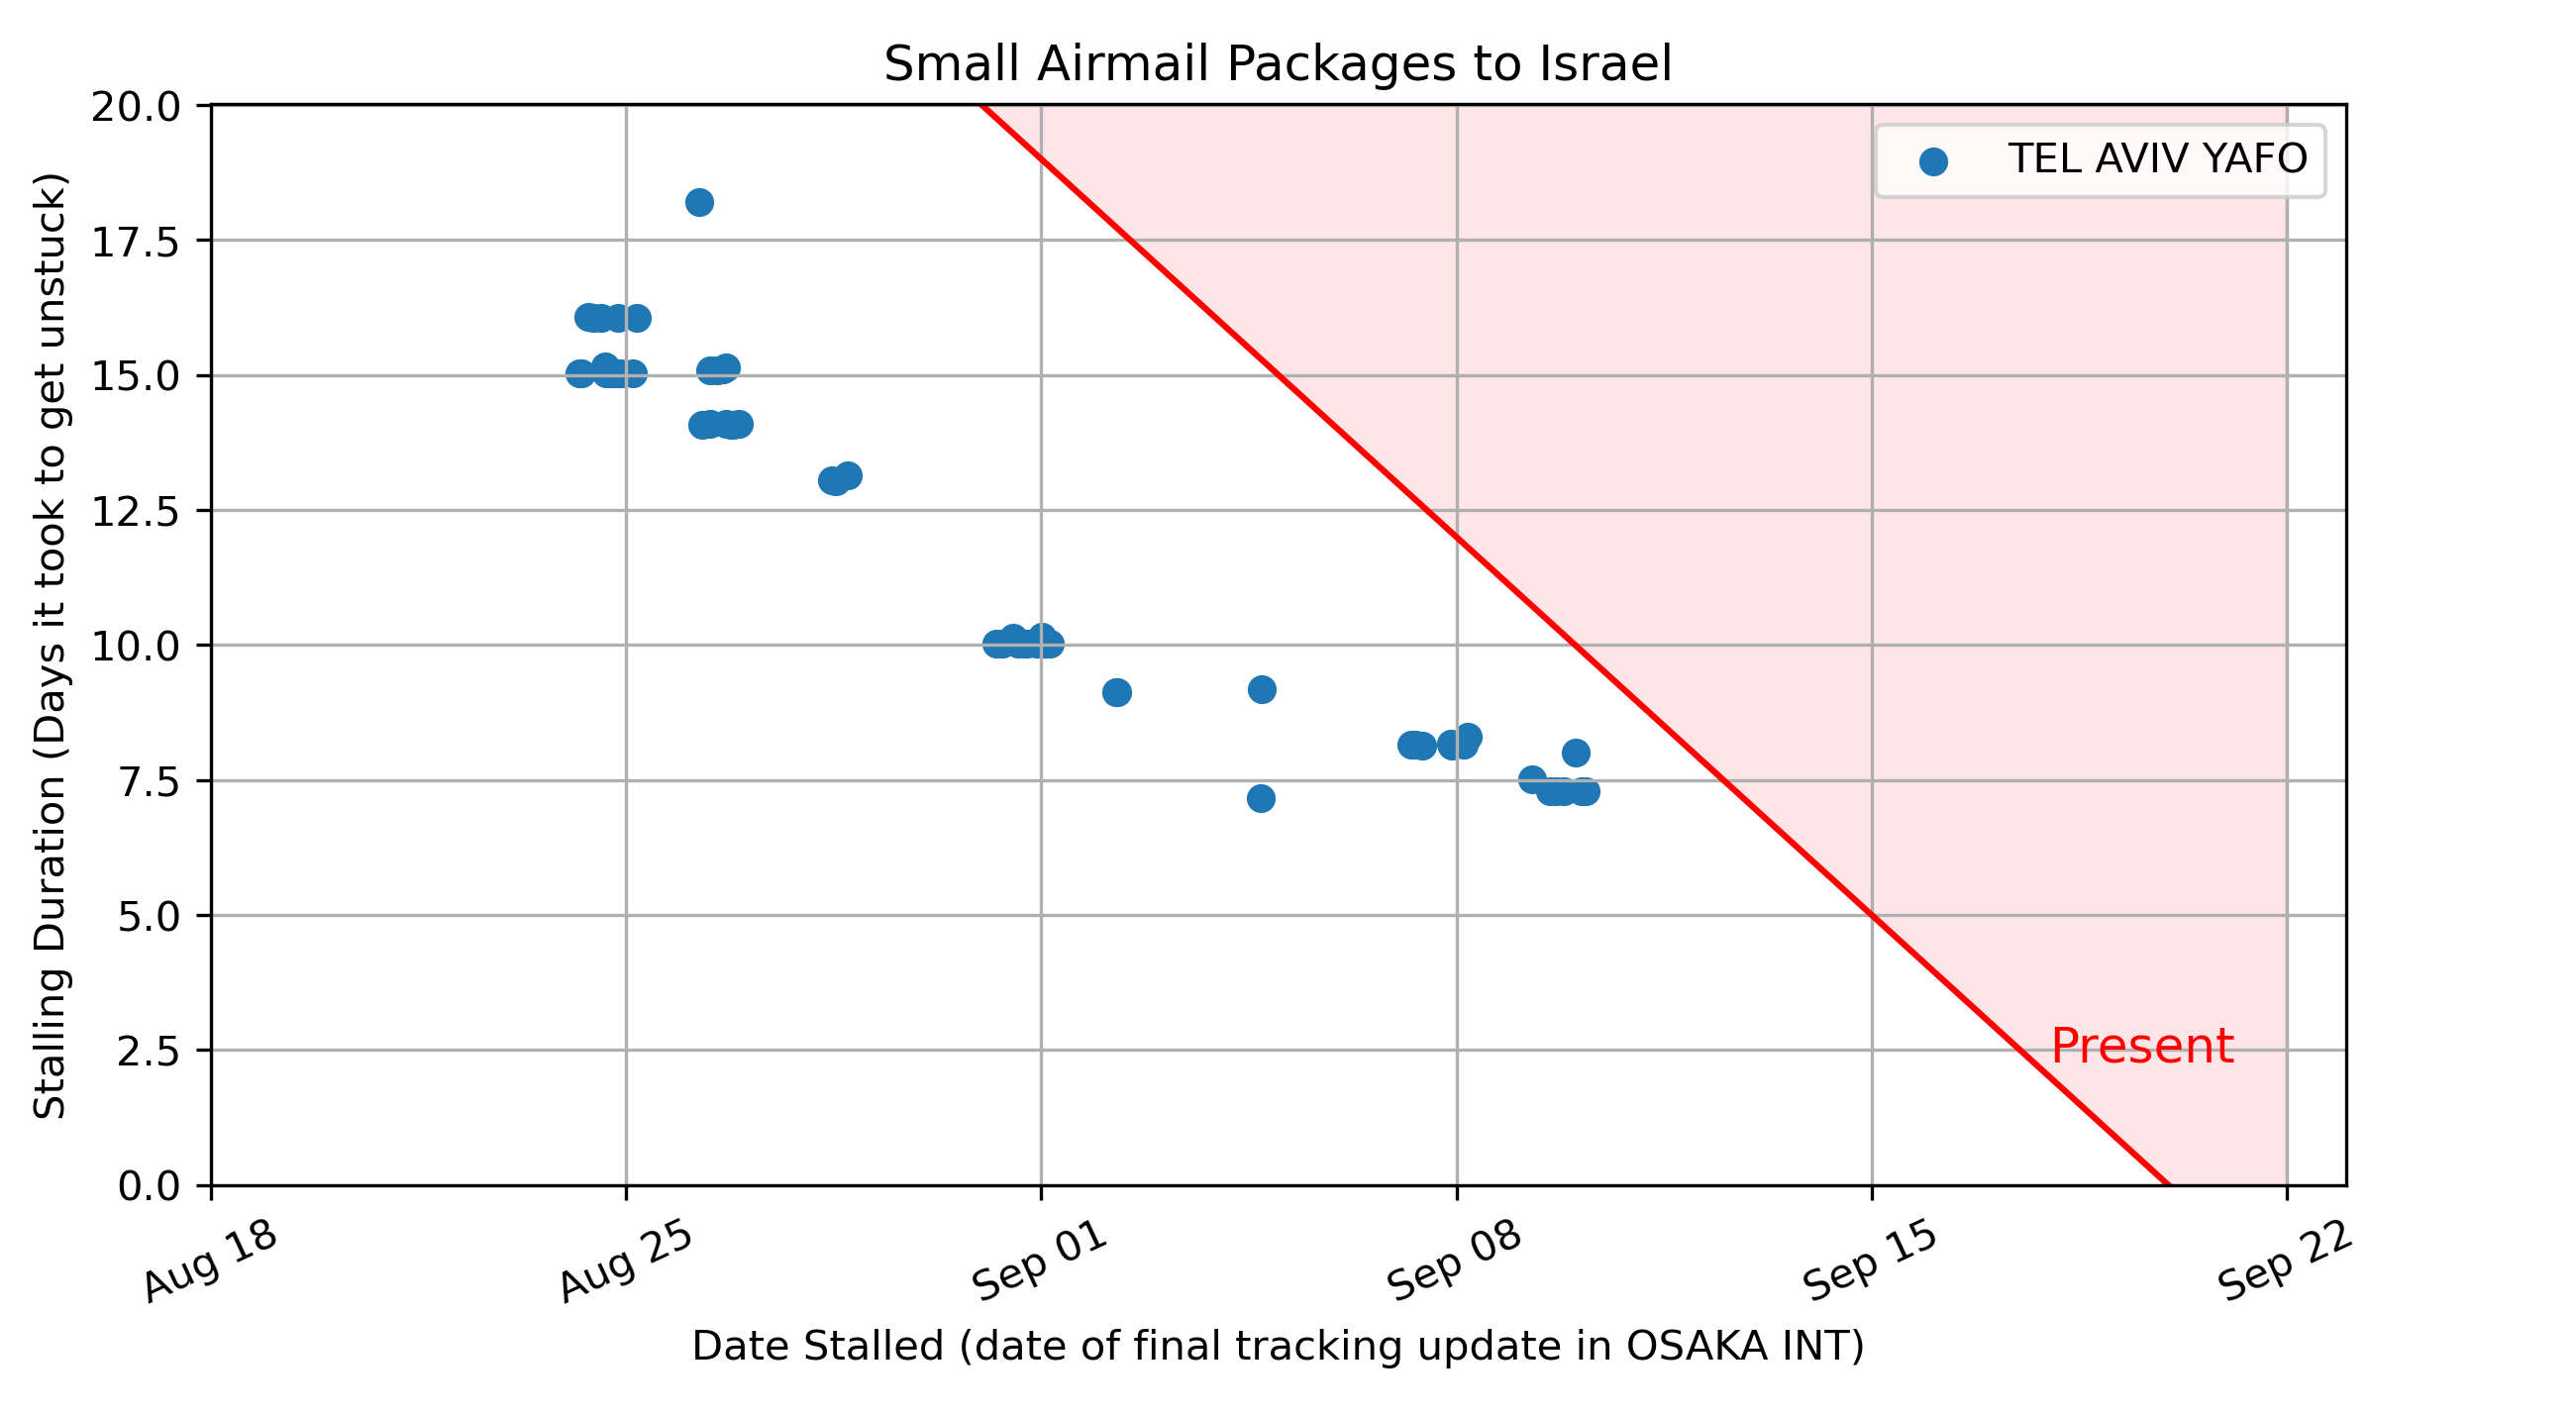 Small Airmail Packages to Israel
20.0
17.5
15.0
12.5
10.0
7.5
5.0
2.5
0.0
Stalling Duration (Days it took to get unstuck)
TEL AVIV YAFO
Present
Aug 18
Aug 25
Sep 01
Sep 08
Sep 15
Sep 22
Date Stalled (date of final tracking update in OSAKA INT)